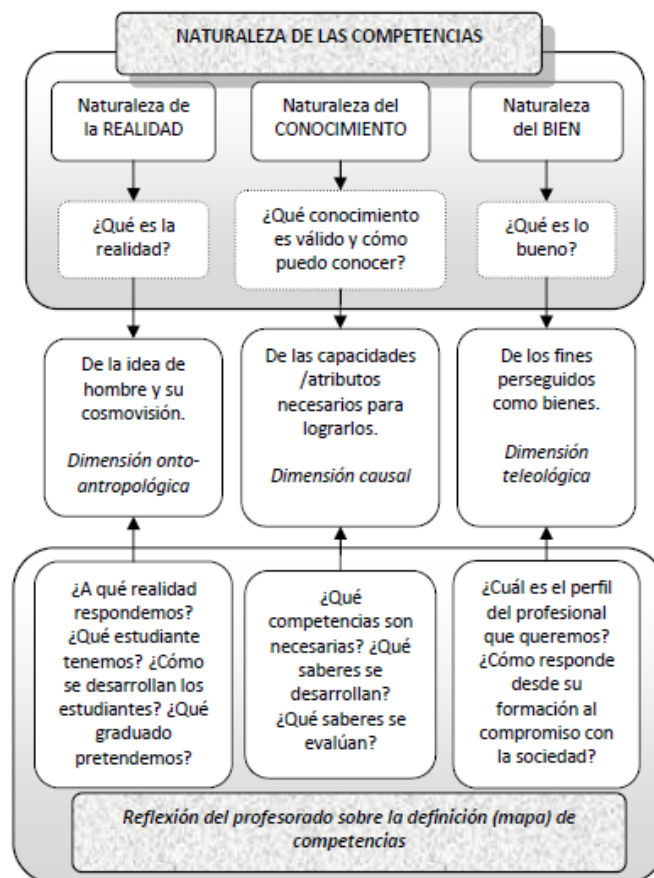 NATURALEZA DE LAS COMPETENCIAS
Naturaleza de
la REALIDAD
Naturaleza del
CONOCIMIENTO
Naturaleza
del BIEN
¿Qué es la
realidad?
¿Qué conocimiento
es válido y cómo
puedo conocer?
¿Qué es lo
bueno?
De la idea de
hombre y su
cosmovisión.
Dimensión onto-
antropológica
De las capacidades
/atributos
necesarios para
lograrlos.
Dimensión causal
De los fines
perseguidos
como bienes.
Dimensión
teleológica
¿A qué realidad
respondemos?
¿Qué estudiante
tenemos? ¿Cómo
se desarrollan los
estudiantes? ¿Qué
graduado
pretendemos?
¿Qué
competencias son
necesarias? ¿Qué
saberes se
desarrollan?
¿Qué saberes se
evalúan?
¿Cuál es el perfil
del profesional
que queremos?
¿Cómo responde
desde su
formación al
compromiso con
la sociedad?
Reflexión del profesorado sobre la definición (mapa) de
competencias